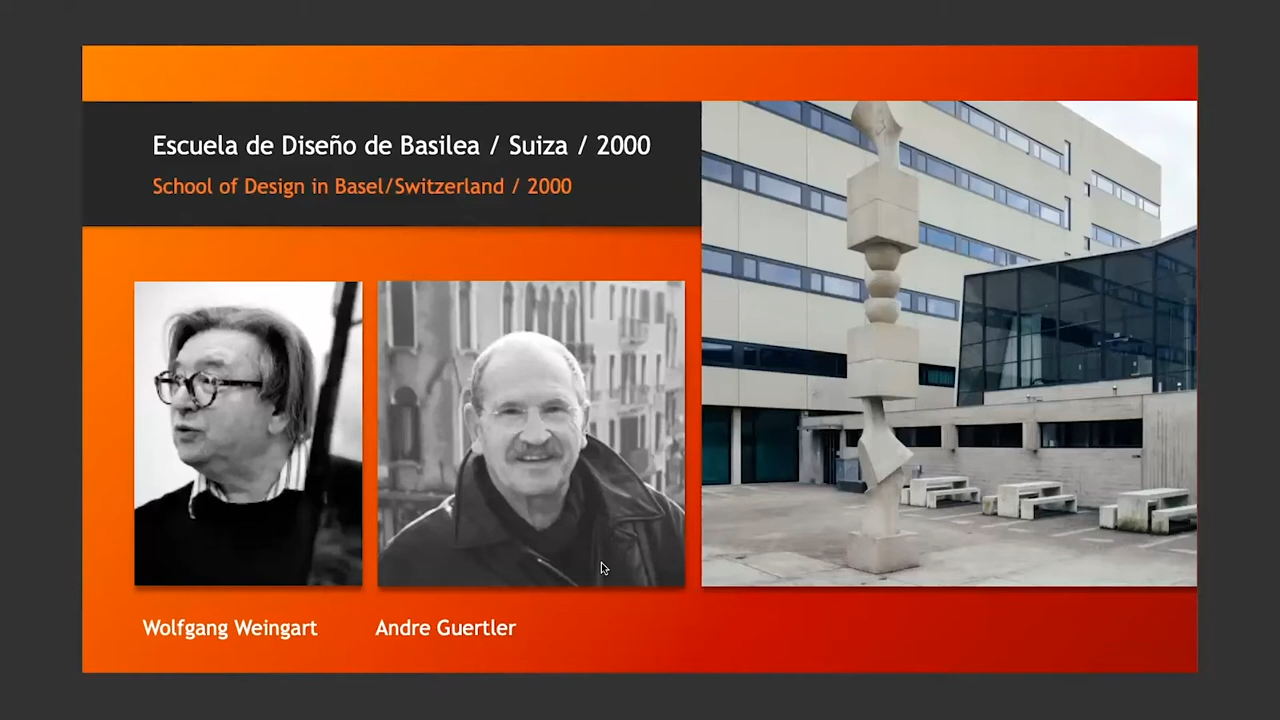 Escuela de Diseño de Basilea / Suiza / 2000
School of Design in Basel/Switzerland / 2000
Wolfgang Weingart
Andre Guertler